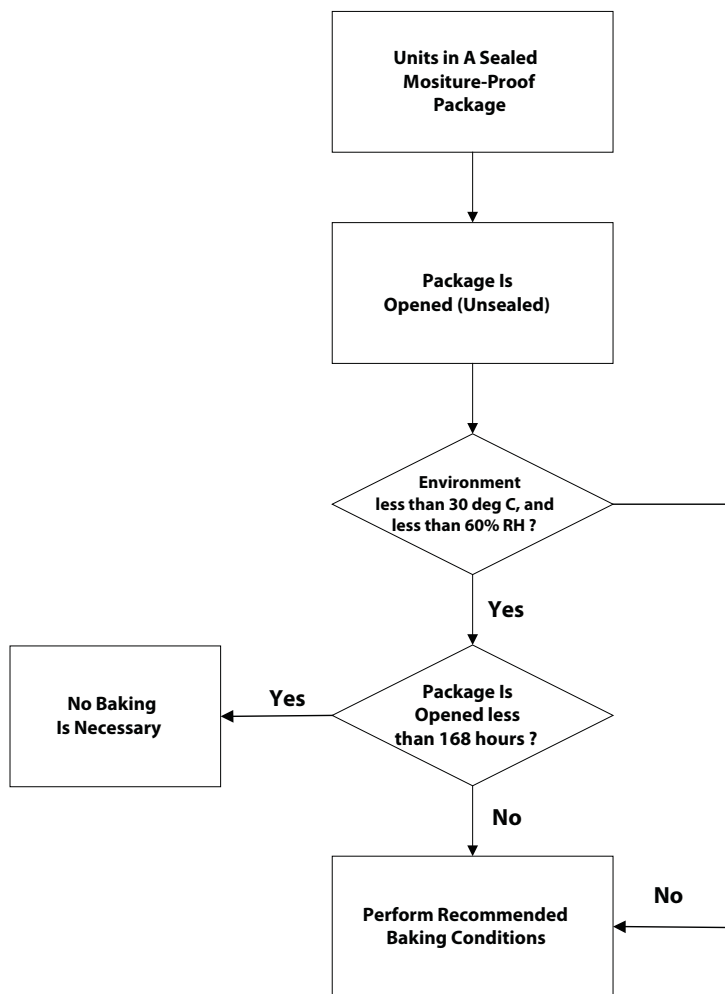 Units in A Sealed
Mositure-Proof
Package
Package Is
Opened (Unsealed)
Environment
less than 30 deg C, and
less than 60% RH ?
Yes
No Baking
Is Necessary
Yes
Package Is
Opened less
than 168 hours ?
No
Perform Recommended
Baking Conditions
No